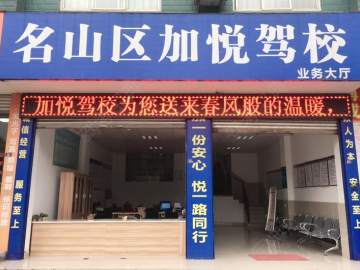 名山区加悦驾校
业务大厅
加悦驾校为您送来春风般的温暖,
信经营 服务至上
加一份安心 悦一路同行
人为本 安全至上